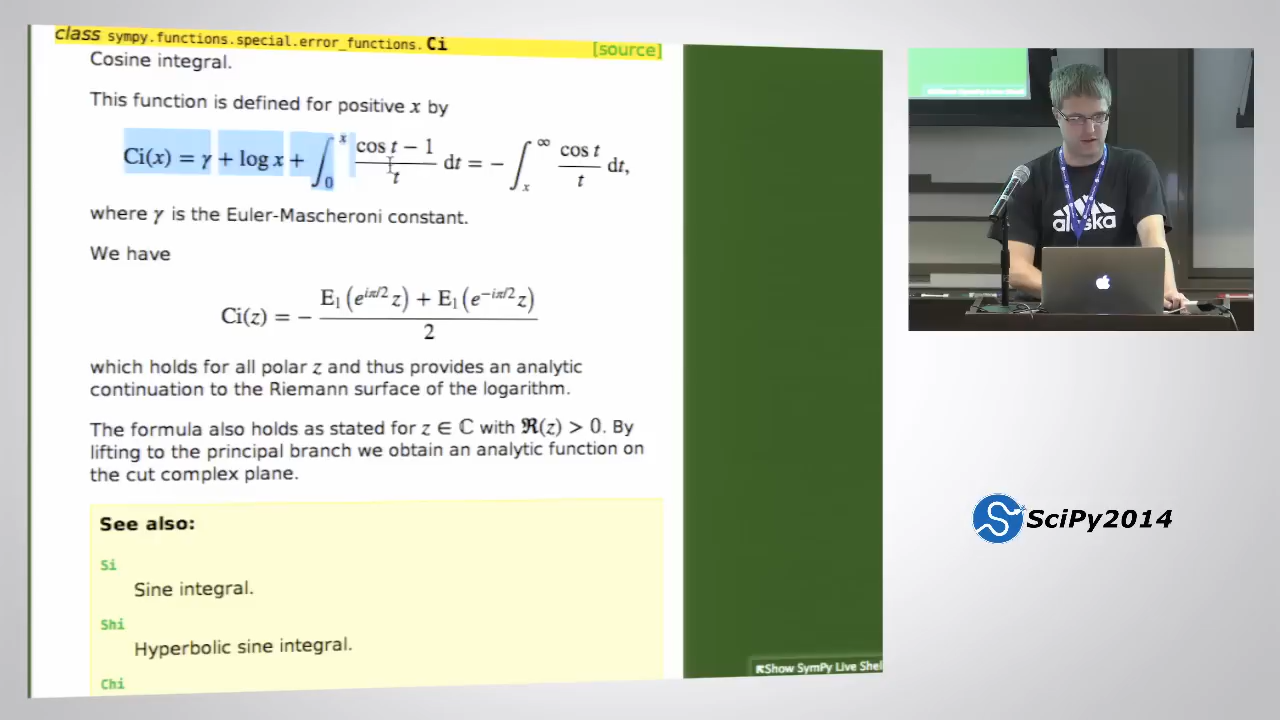 class sympy.functions.special.error_functions.Ci [source]
Cosine integral.
This function is defined for positive x by
Ci(x) = γ + log x + ∫₀ˣ (cos t − 1)/t dt = − ∫ₓ^∞ (cos t)/t dt,
where γ is the Euler-Mascheroni constant.
We have
Ci(z) = − (E₁(e^{iπ/2} z) + E₁(e^{−iπ/2} z))/2
which holds for all polar z and thus provides an analytic
continuation to the Riemann surface of the logarithm.
The formula also holds as stated for z ∈ ℂ with ℜ(z) > 0. By
lifting to the principal branch we obtain an analytic function on
the cut complex plane.
See also:
Si
Sine integral.
Shi
Hyperbolic sine integral.
Chi
Show SymPy Live Shel
alaska
SciPy2014